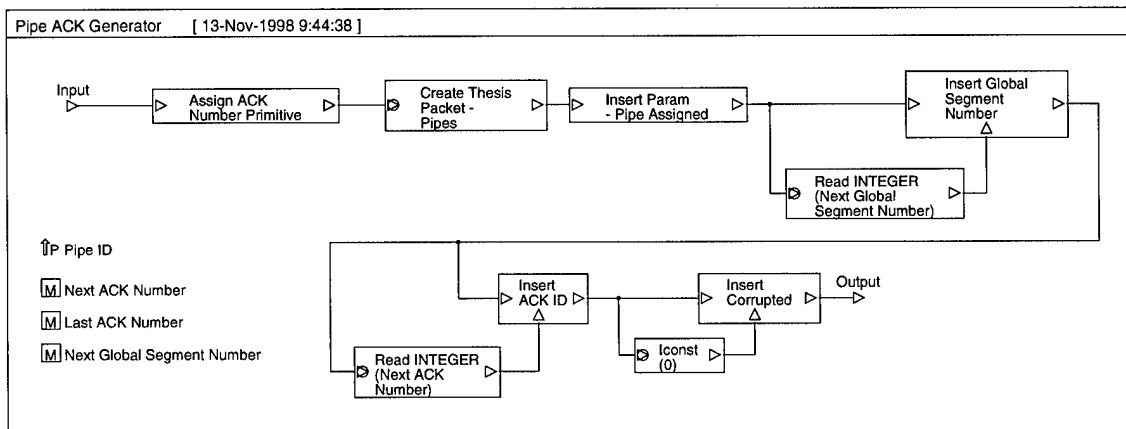 Pipe ACK Generator [ 13-Nov-1998 9:44:38 ]
Input
Assign ACK
Number Primitive
Create Thesis
Packet -
Pipes
Insert Param
- Pipe Assigned
Insert Global
Segment
Number
Read INTEGER
(Next Global
Segment Number)
⇑P Pipe ID
M Next ACK Number
M Last ACK Number
M Next Global Segment Number
Insert
ACK ID
Insert
Corrupted
Output
Read INTEGER
(Next ACK
Number)
Iconst
(0)